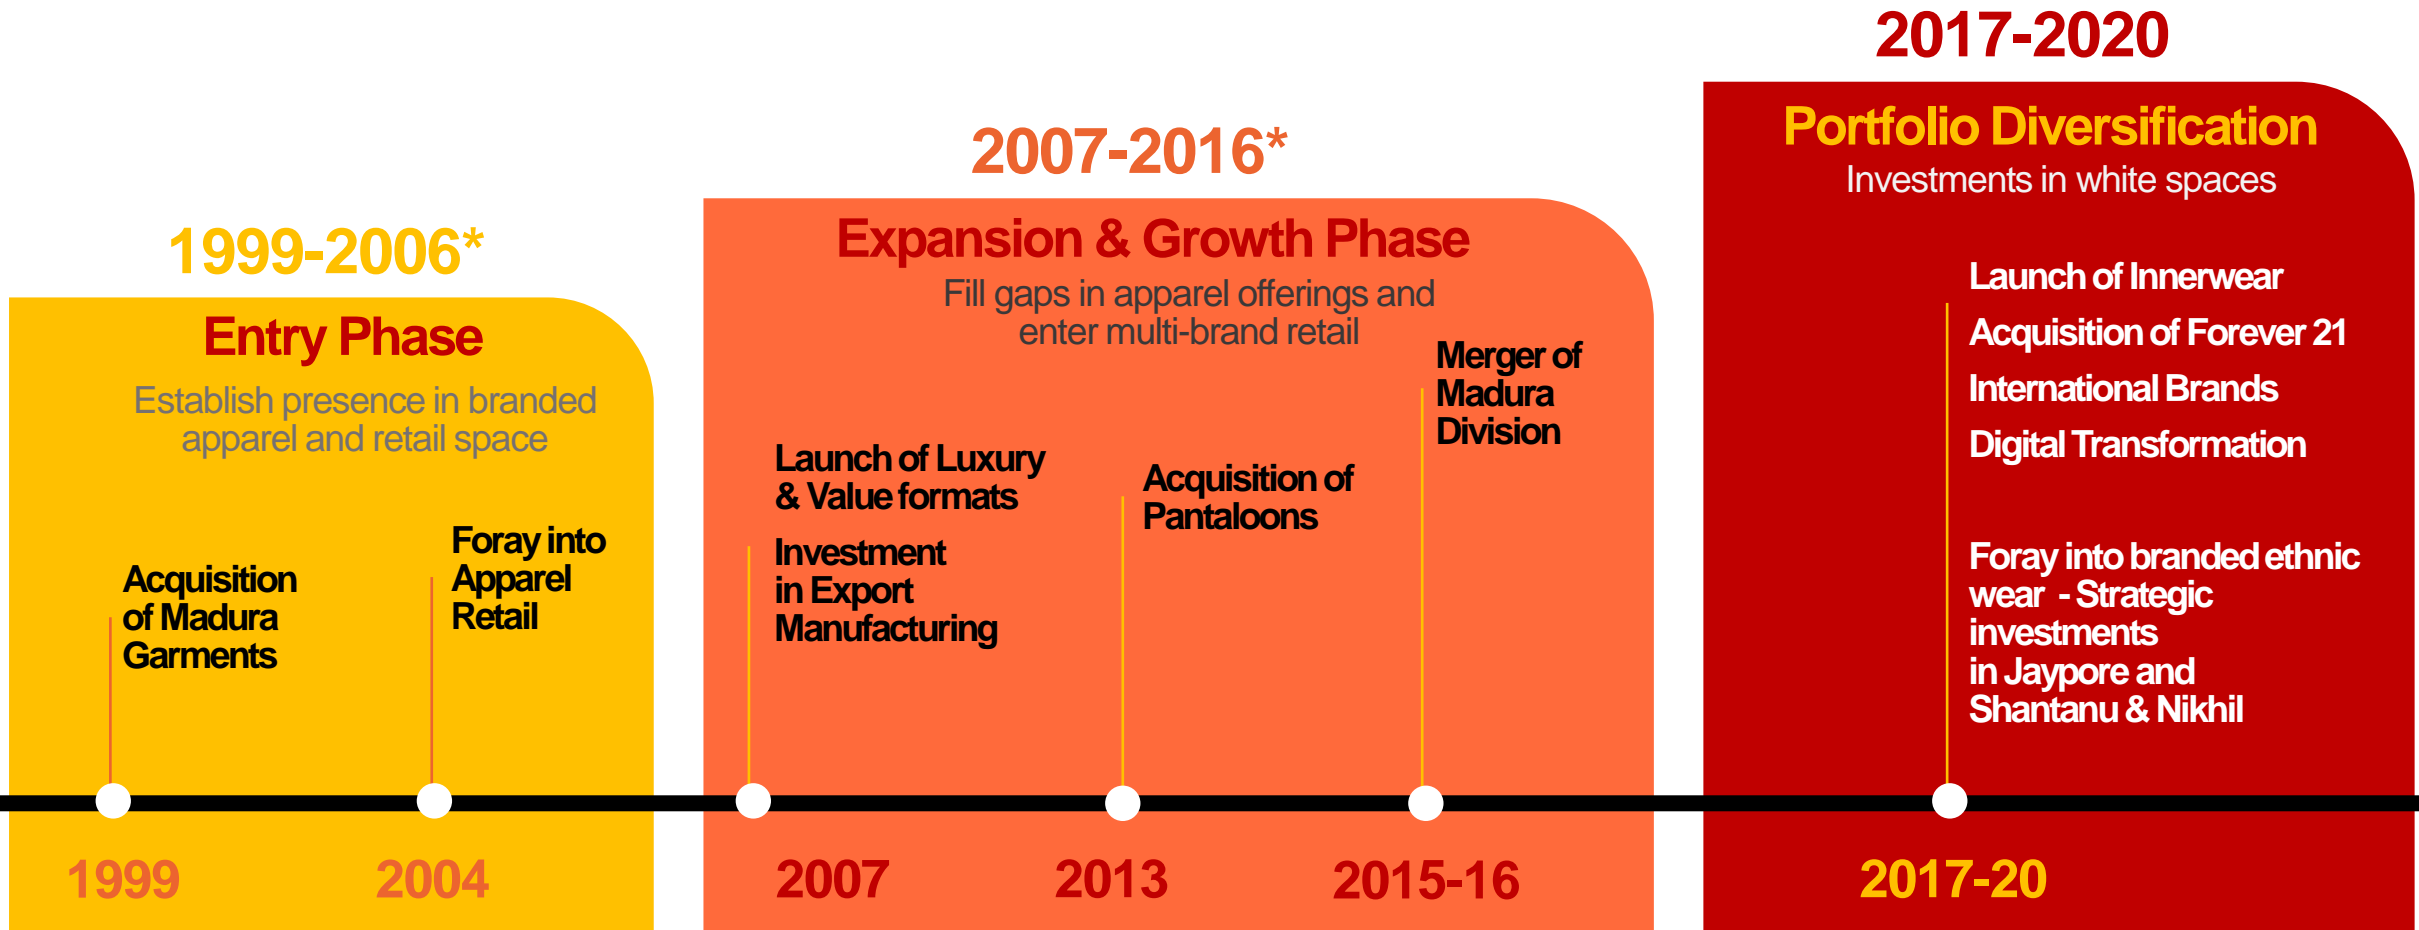 1999-2006*
Entry Phase
Establish presence in branded
apparel and retail space
Acquisition
of Madura
Garments
Foray into
Apparel
Retail
1999
2004
2007-2016*
Expansion & Growth Phase
Fill gaps in apparel offerings and
enter multi-brand retail
Launch of Luxury
& Value formats
Investment
in Export
Manufacturing
Acquisition of
Pantaloons
Merger of
Madura
Division
2007
2013
2015-16
2017-2020
Portfolio Diversification
Investments in white spaces
Launch of Innerwear
Acquisition of Forever 21
International Brands
Digital Transformation
Foray into branded ethnic
wear - Strategic
investments
in Jaypore and
Shantanu & Nikhil
2017-20